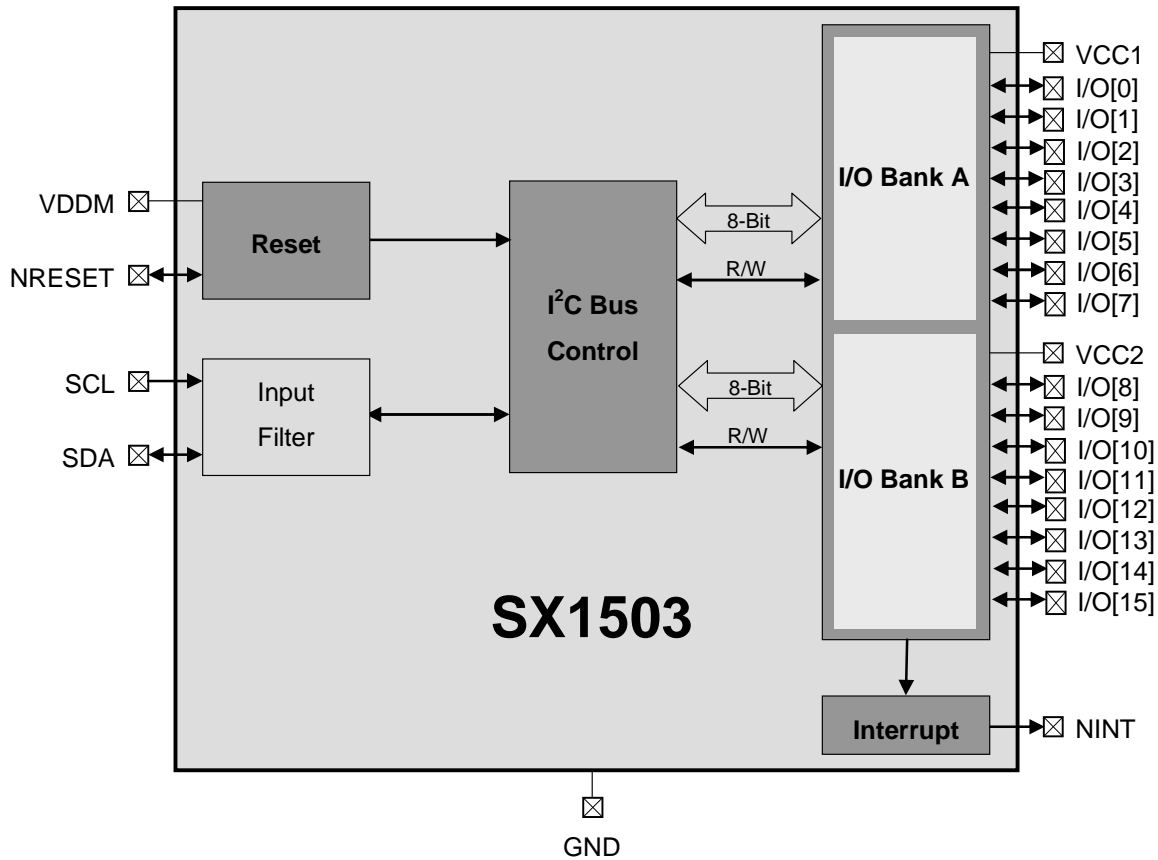 VDDM
NRESET
SCL
SDA
Reset
Input
Filter
I²C Bus
Control
8-Bit
R/W
8-Bit
R/W
I/O Bank A
I/O Bank B
SX1503
Interrupt
VCC1
I/O[0]
I/O[1]
I/O[2]
I/O[3]
I/O[4]
I/O[5]
I/O[6]
I/O[7]
VCC2
I/O[8]
I/O[9]
I/O[10]
I/O[11]
I/O[12]
I/O[13]
I/O[14]
I/O[15]
NINT
GND